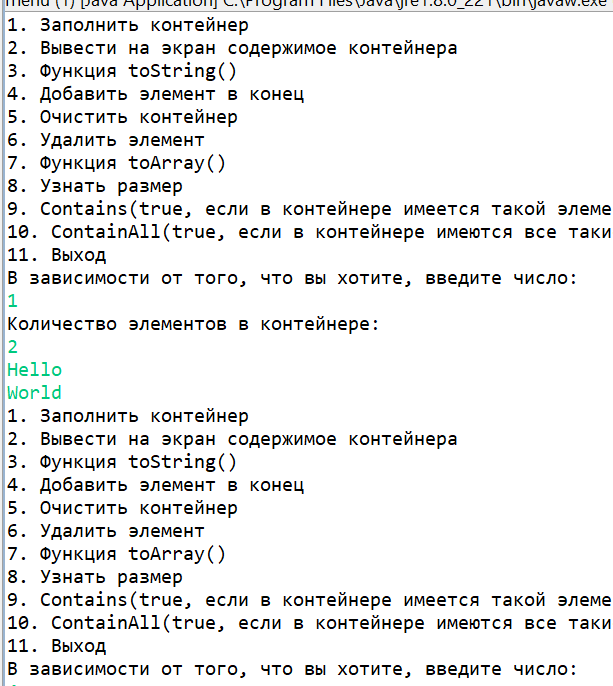 menu (1) [Java Application] C:\Program Files\Java\jre1.8.0_221\bin\javaw.exe
1. Заполнить контейнер
2. Вывести на экран содержимое контейнера
3. Функция toString()
4. Добавить элемент в конец
5. Очистить контейнер
6. Удалить элемент
7. Функция toArray()
8. Узнать размер
9. Contains(true, если в контейнере имеется такой элеме
10. ContainAll(true, если в контейнере имеются все таки
11. Выход
В зависимости от того, что вы хотите, введите число:
1
Количество элементов в контейнере:
2
Hello
World
1. Заполнить контейнер
2. Вывести на экран содержимое контейнера
3. Функция toString()
4. Добавить элемент в конец
5. Очистить контейнер
6. Удалить элемент
7. Функция toArray()
8. Узнать размер
9. Contains(true, если в контейнере имеется такой элеме
10. ContainAll(true, если в контейнере имеются все таки
11. Выход
В зависимости от того, что вы хотите, введите число: